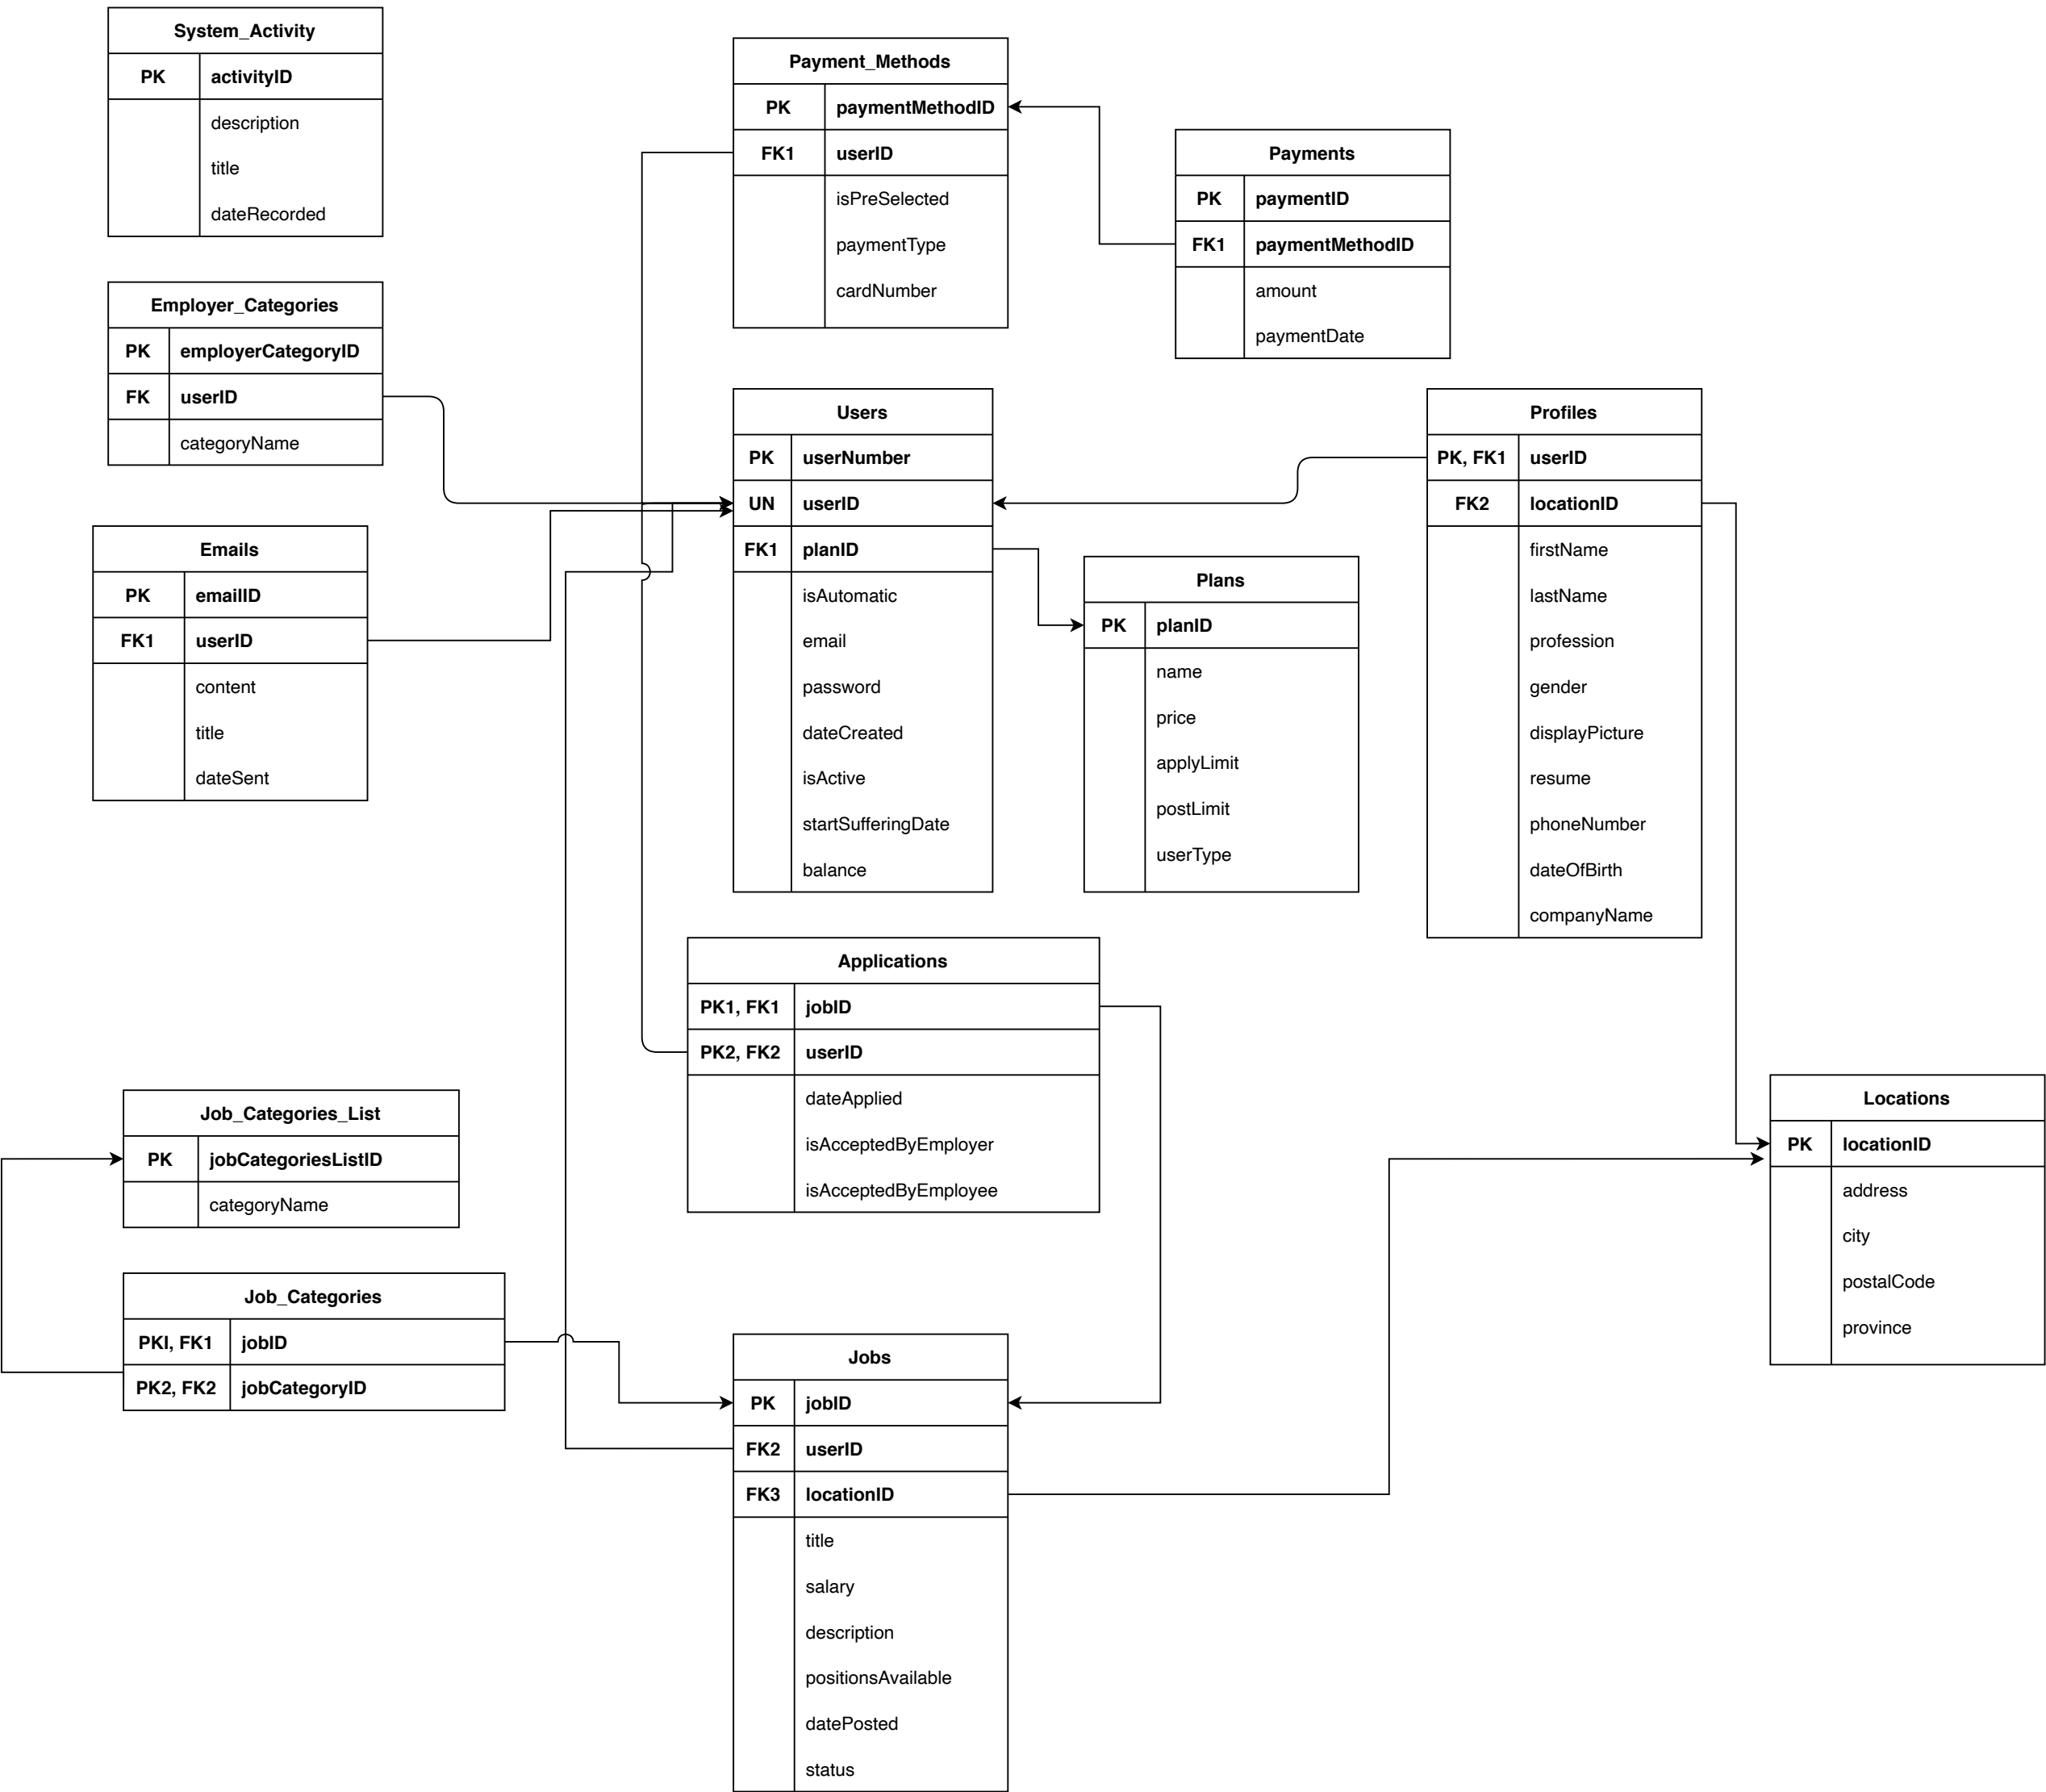 System_Activity
PK activityID
description
title
dateRecorded
Payment_Methods
PK paymentMethodID
FK1 userID
isPreSelected
paymentType
cardNumber
Payments
PK paymentID
FK1 paymentMethodID
amount
paymentDate
Employer_Categories
PK employerCategoryID
FK userID
categoryName
Users
PK userNumber
UN userID
FK1 planID
isAutomatic
email
password
dateCreated
isActive
startSufferingDate
balance
Profiles
PK, FK1 userID
FK2 locationID
firstName
lastName
profession
gender
displayPicture
resume
phoneNumber
dateOfBirth
companyName
Emails
PK emailID
FK1 userID
content
title
dateSent
Plans
PK planID
name
price
applyLimit
postLimit
userType
Applications
PK1, FK1 jobID
PK2, FK2 userID
dateApplied
isAcceptedByEmployer
isAcceptedByEmployee
Job_Categories_List
PK jobCategoriesListID
categoryName
Locations
PK locationID
address
city
postalCode
province
Job_Categories
PKI, FK1 jobID
PK2, FK2 jobCategoryID
Jobs
PK jobID
FK2 userID
FK3 locationID
title
salary
description
positionsAvailable
datePosted
status